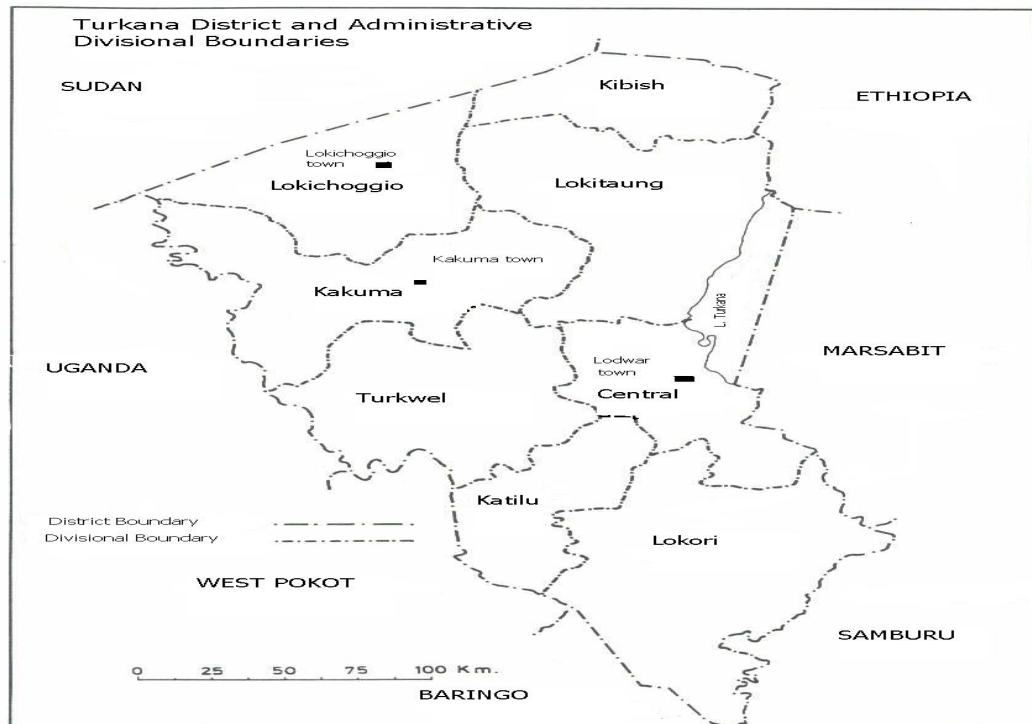 Turkana District and Administrative
Divisional Boundaries
SUDAN
Kibish
ETHIOPIA
Lokichoggio
town
Lokichoggio
Lokitaung
Kakuma town
Kakuma
L. Turkana
UGANDA
MARSABIT
Lodwar
town
Turkwel
Central
Katilu
District Boundary
Divisional Boundary
Lokori
WEST POKOT
SAMBURU
0 25 50 75 100 Km.
BARINGO